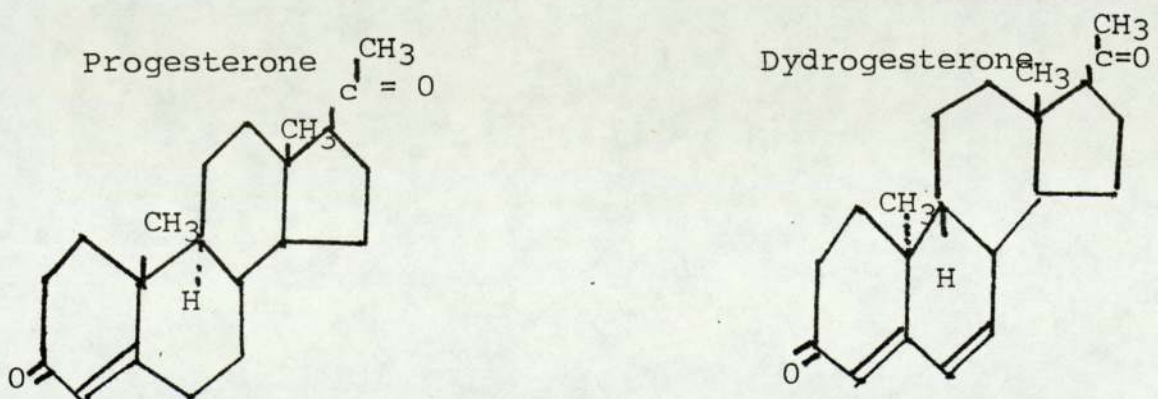 Progesterone
CH3
c = O
CH3
CH3
H
O
Dydrogesterone
CH3
C=O
CH3
CH3
H
O